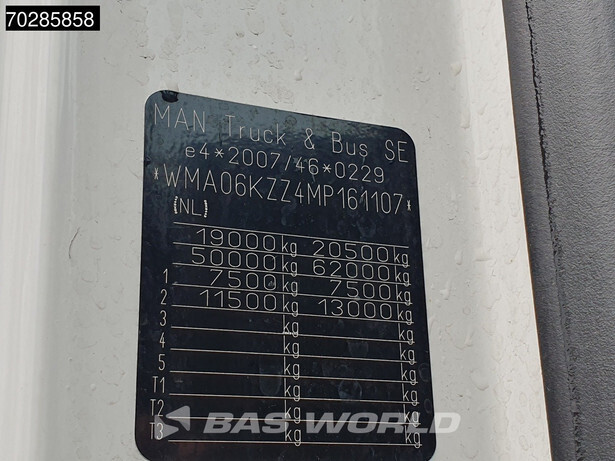 70285858
MAN Truck & Bus SE
e4*2007/46*0229
*WMA06KZZ4MP161107*
(NL)
19000 kg 20500 kg
50000 kg 62000 kg
1 7500 kg 7500 kg
2 11500 kg 13000 kg
3 kg kg
4 kg kg
5 kg kg
T1 kg kg
T2 kg kg
T3 kg kg
BAS WORLD